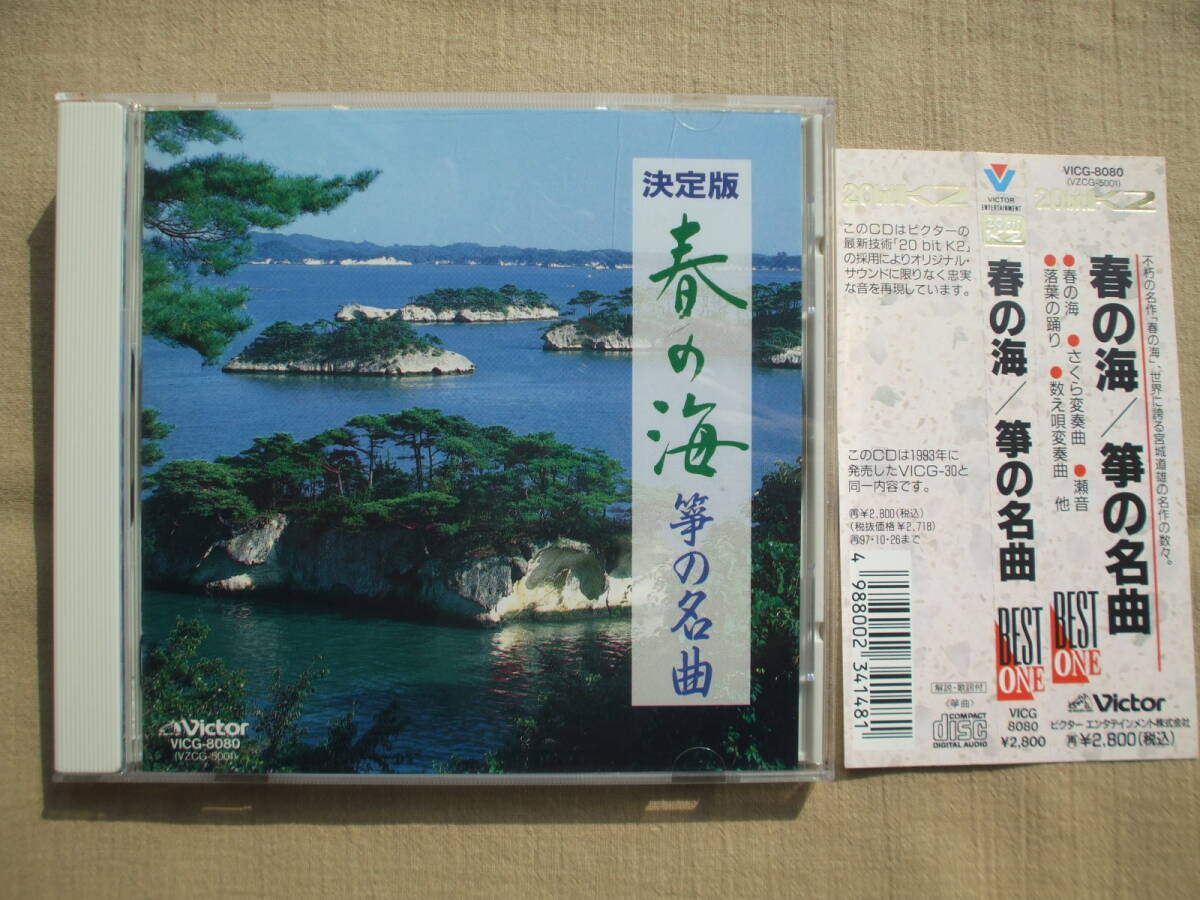 決定版
春の海
箏の名曲
Victor
VICG-8080
(VZCG-5001)
20bit K2
このCDはビクターの
最新技術「20 bit K2」
の採用によりオリジナル・
サウンドに限りなく忠実
な音を再現しています。
このCDは1993年に
発売したVICG-30と
同一内容です。
再¥2,800(税込)
(税抜価格¥2,718)
再97・10・26まで
4 988002 341481
解説・歌詞付
〈箏曲〉
COMPACT
disc
DIGITAL AUDIO
VICTOR
ENTERTAINMENT
20bit
K2
春の海/箏の名曲
BEST
ONE
VICG
8080
¥2,800
VICG-8080
(VZCG-5001)
20bit K2
不朽の名作「春の海」、世界に誇る宮城道雄の名作の数々。
春の海/箏の名曲
●春の海 ●さくら変奏曲 ●瀬音
●落葉の踊り ●数え唄変奏曲 他
BEST
ONE
Victor
ビクター エンタテインメント株式会社
再¥2,800(税込)